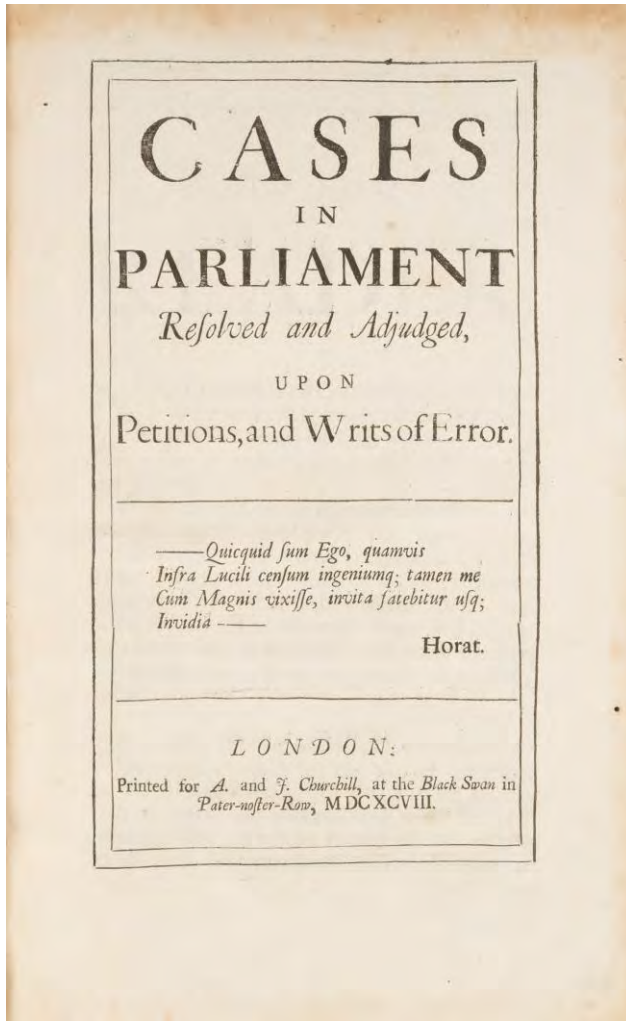 CASES
IN
PARLIAMENT
Reſolved and Adjudged,
UPON
Petitions, and Writs of Error.
——Quicquid ſum Ego, quamvis
Infra Lucili cenſum ingeniumq; tamen me
Cum Magnis vixiſſe, invita fatebitur uſq;
Invidia ——
Horat.
LONDON:
Printed for A. and J. Churchill, at the Black Swan in
Pater-noſter-Row, MDCXCVIII.